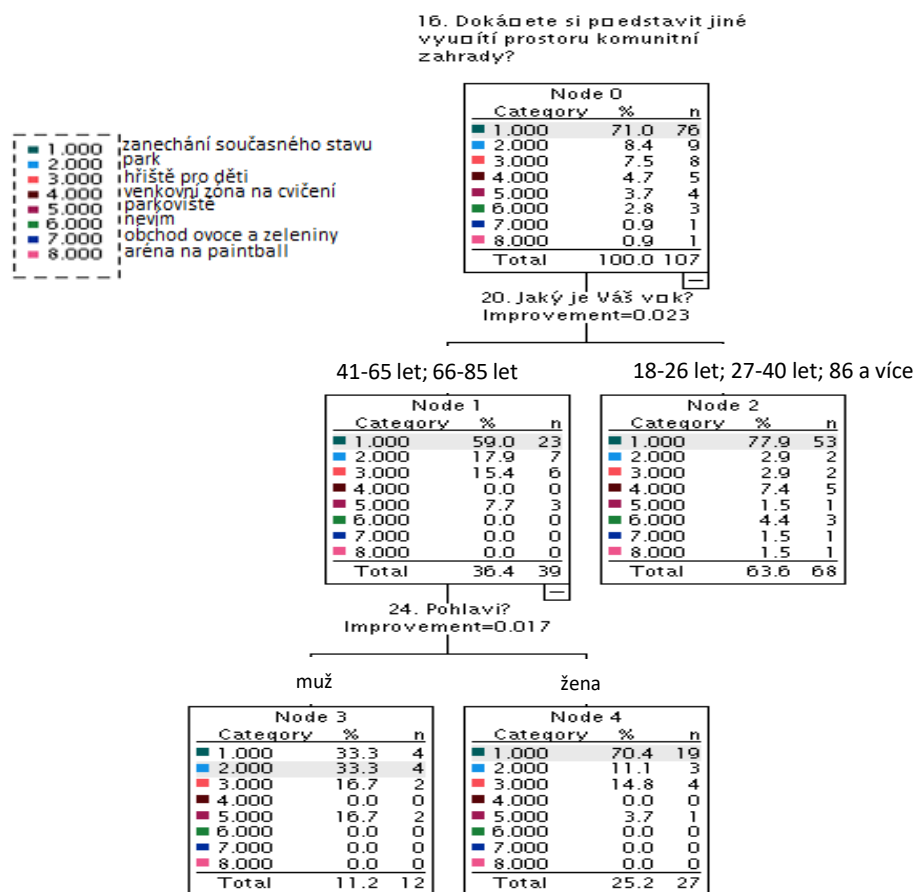 16. Doká□ete si p□edstavit jiné
vyu□ítí prostoru komunitní
zahrady?
Node 0
Category % n
1.000 71.0 76
2.000 8.4 9
3.000 7.5 8
4.000 4.7 5
5.000 3.7 4
6.000 2.8 3
7.000 0.9 1
8.000 0.9 1
Total 100.0 107
1.000 zanechání současného stavu
2.000 park
3.000 hřiště pro děti
4.000 venkovní zóna na cvičení
5.000 parkoviště
6.000 nevím
7.000 obchod ovoce a zeleniny
8.000 aréna na paintball
20. Jaký je Váš v□k?
Improvement=0.023
41-65 let; 66-85 let
Node 1
Category % n
1.000 59.0 23
2.000 17.9 7
3.000 15.4 6
4.000 0.0 0
5.000 7.7 3
6.000 0.0 0
7.000 0.0 0
8.000 0.0 0
Total 36.4 39
18-26 let; 27-40 let; 86 a více
Node 2
Category % n
1.000 77.9 53
2.000 2.9 2
3.000 2.9 2
4.000 7.4 5
5.000 1.5 1
6.000 4.4 3
7.000 1.5 1
8.000 1.5 1
Total 63.6 68
24. Pohlaví?
Improvement=0.017
muž
Node 3
Category % n
1.000 33.3 4
2.000 33.3 4
3.000 16.7 2
4.000 0.0 0
5.000 16.7 2
6.000 0.0 0
7.000 0.0 0
8.000 0.0 0
Total 11.2 12
žena
Node 4
Category % n
1.000 70.4 19
2.000 11.1 3
3.000 14.8 4
4.000 0.0 0
5.000 3.7 1
6.000 0.0 0
7.000 0.0 0
8.000 0.0 0
Total 25.2 27